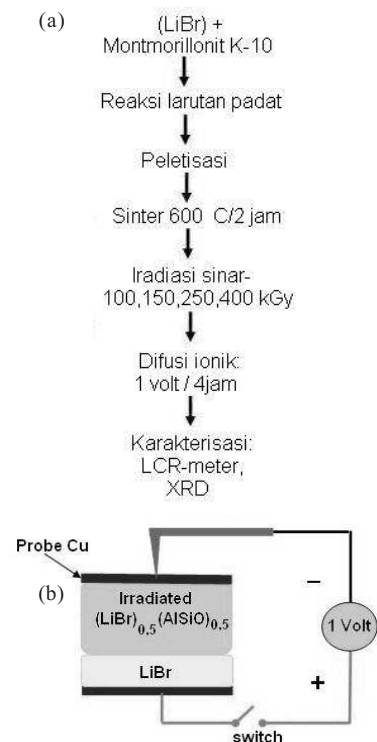 (a)
(LiBr) +
Montmorillonit K-10
Reaksi larutan padat
Peletisasi
Sinter 600 C/2 jam
Iradiasi sinar-
100,150,250,400 kGy
Difusi ionik:
1 volt / 4jam
Karakterisasi:
LCR-meter,
XRD
(b)
Probe Cu
Irradiated
(LiBr)0,5(AlSiO)0,5
LiBr
–
1 Volt
+
switch